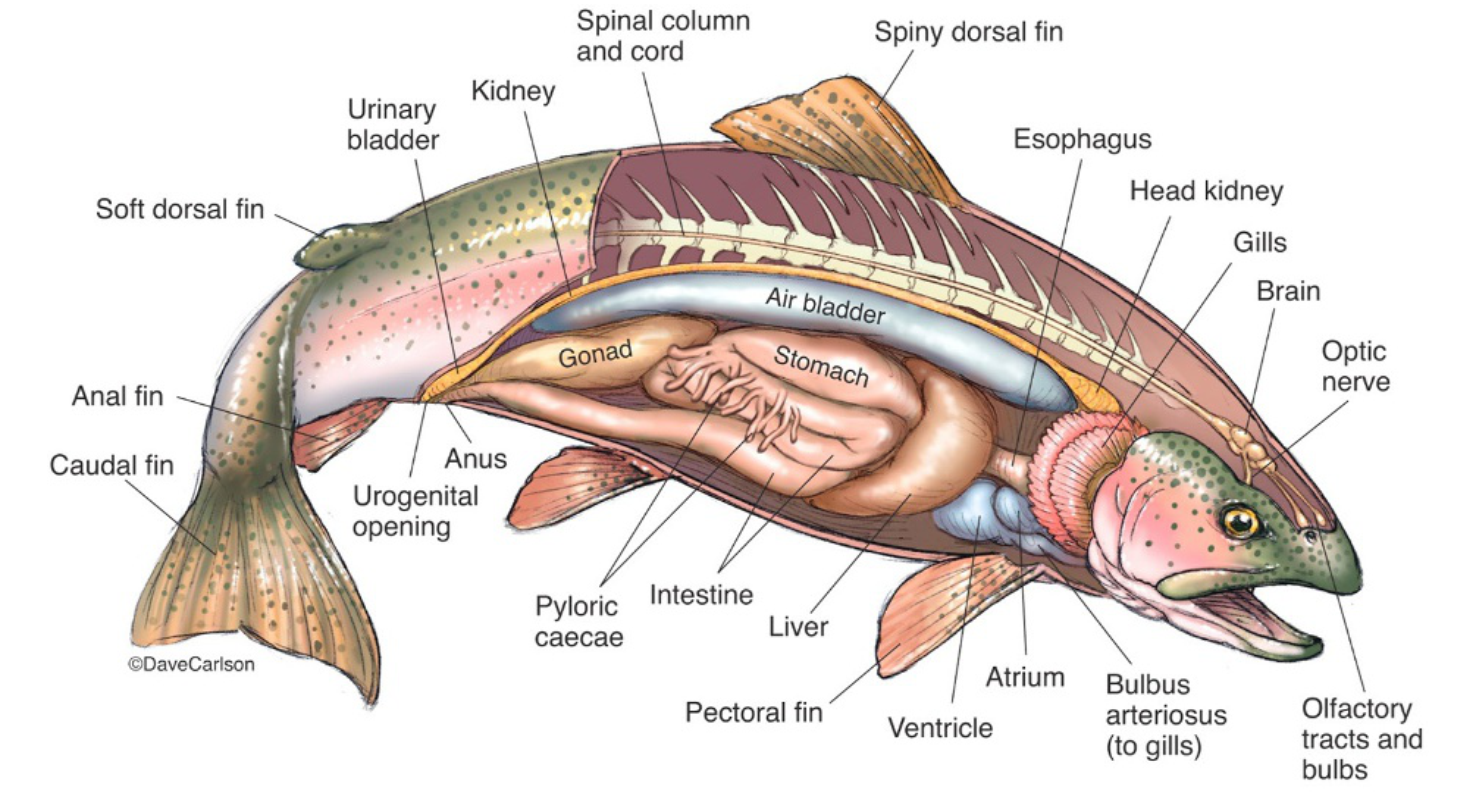 Spinal column
and cord
Spiny dorsal fin
Kidney
Urinary
bladder
Esophagus
Head kidney
Soft dorsal fin
Gills
Brain
Air bladder
Optic
nerve
Gonad
Stomach
Anal fin
Caudal fin
Anus
Urogenital
opening
Pyloric
caecae
Intestine
Liver
©DaveCarlson
Atrium
Pectoral fin
Ventricle
Bulbus
arteriosus
(to gills)
Olfactory
tracts and
bulbs